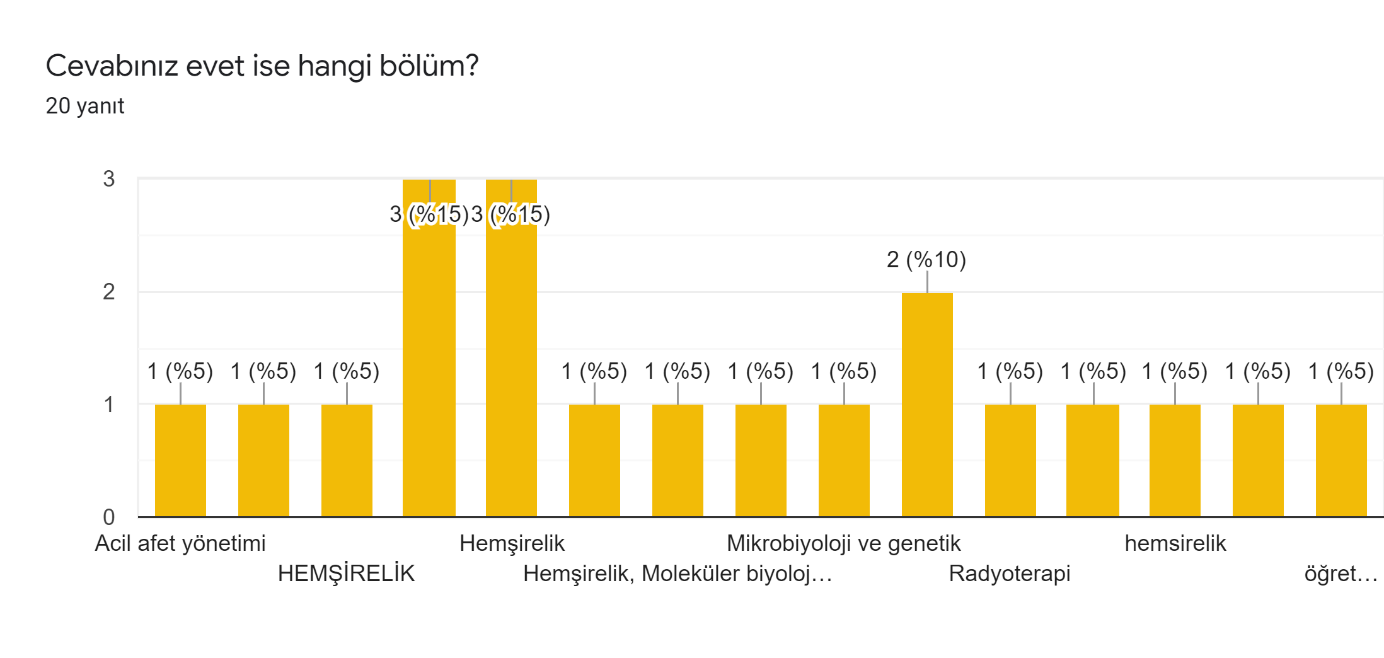 Cevabınız evet ise hangi bölüm?
20 yanıt
3
3 (%15) 3 (%15)
2 (%10)
2
1 (%5) 1 (%5) 1 (%5) 1 (%5) 1 (%5) 1 (%5) 1 (%5) 1 (%5) 1 (%5) 1 (%5) 1 (%5) 1 (%5)
1
0
Acil afet yönetimi Hemşirelik Mikrobiyoloji ve genetik hemsirelik
HEMŞİRELİK Hemşirelik, Moleküler biyoloj… Radyoterapi öğret…